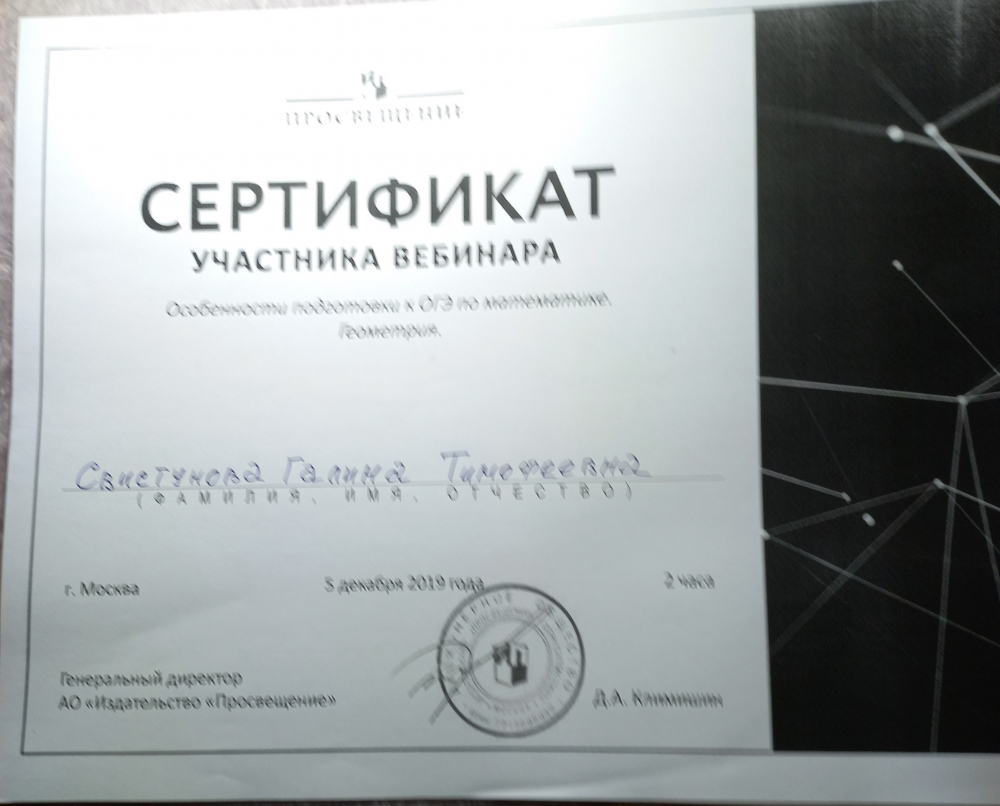 ПРОСВЕЩЕНИЕ
СЕРТИФИКАТ
УЧАСТНИКА ВЕБИНАРА
Особенности подготовки к ОГЭ по математике.
Геометрия.
Свистунова Галина Тимофеевна
(ФАМИЛИЯ, ИМЯ, ОТЧЕСТВО)
г. Москва 5 декабря 2019 года 2 часа
Генеральный директор
АО «Издательство «Просвещение» Д.А. Климишин